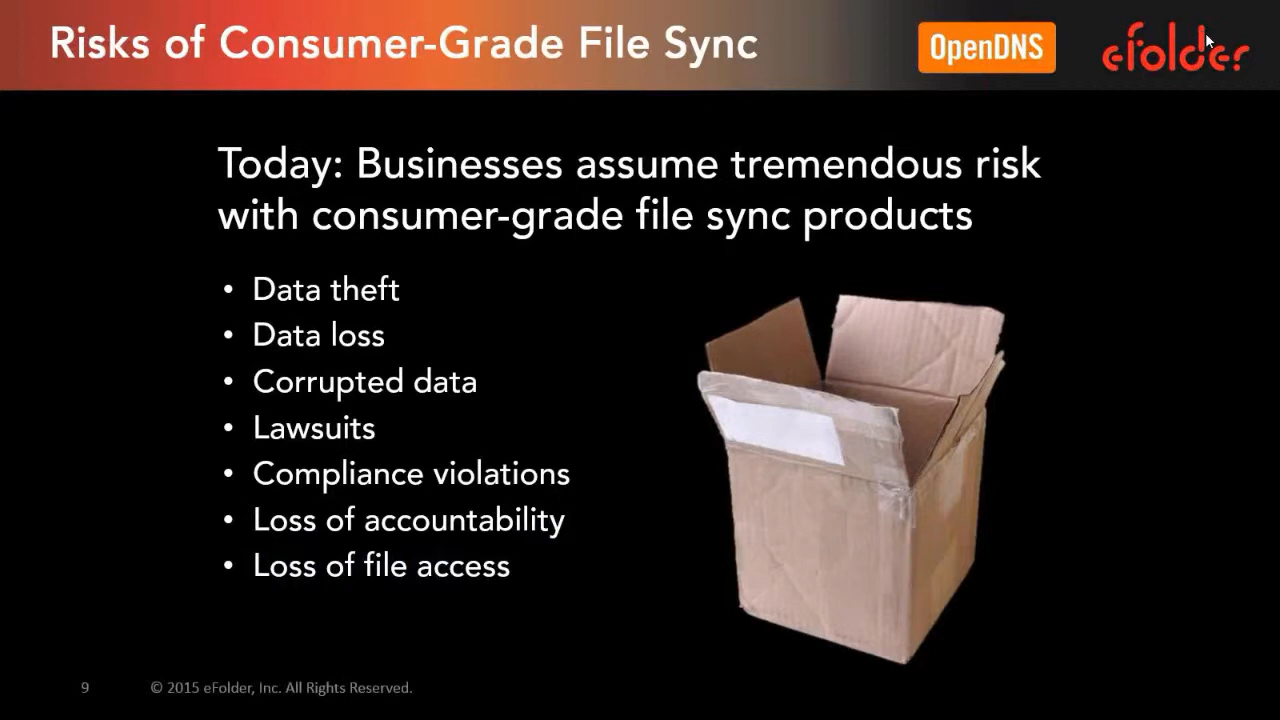 Risks of Consumer-Grade File Sync
OpenDNS
efolder
Today: Businesses assume tremendous risk
with consumer-grade file sync products
• Data theft
• Data loss
• Corrupted data
• Lawsuits
• Compliance violations
• Loss of accountability
• Loss of file access
9
© 2015 eFolder, Inc. All Rights Reserved.